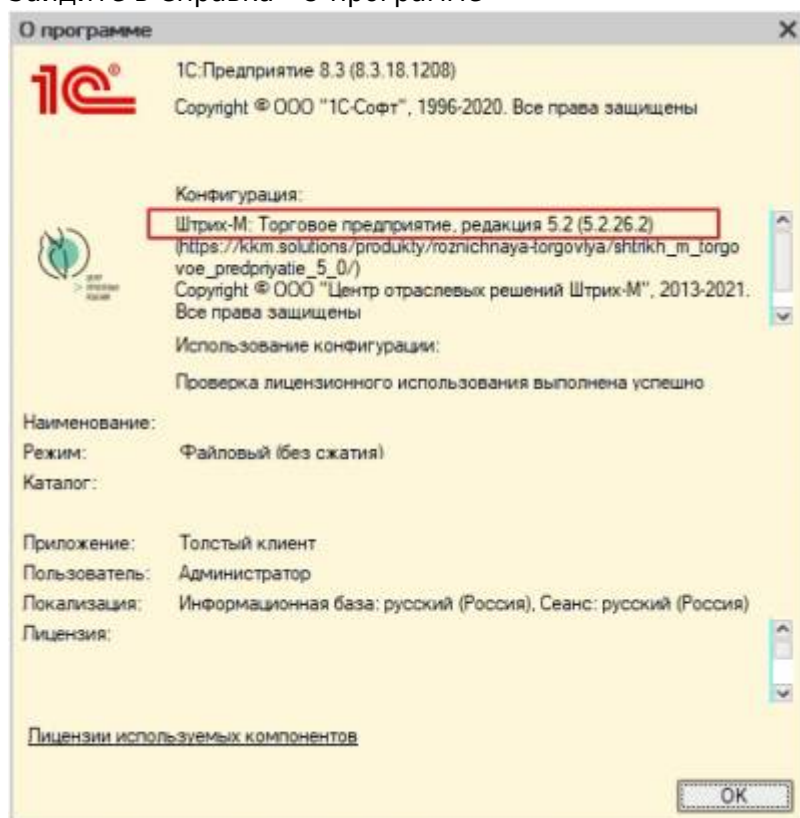 О программе
1С®
1С:Предприятие 8.3 (8.3.18.1208)
Copyright © ООО "1С-Софт", 1996-2020. Все права защищены
Конфигурация:
Штрих-М: Торговое предприятие, редакция 5.2 (5.2.26.2)
(https://kkm.solutions/produkty/roznichnaya-torgovlya/shtrikh_m_torgo
voe_predpriyatie_5_0/)
Copyright © ООО "Центр отраслевых решений Штрих-М", 2013-2021.
Все права защищены
Использование конфигурации:
Проверка лицензионного использования выполнена успешно
Наименование:
Режим: Файловый (без сжатия)
Каталог:
Приложение: Толстый клиент
Пользователь: Администратор
Локализация: Информационная база: русский (Россия), Сеанс: русский (Россия)
Лицензия:
Лицензии используемых компонентов
OK